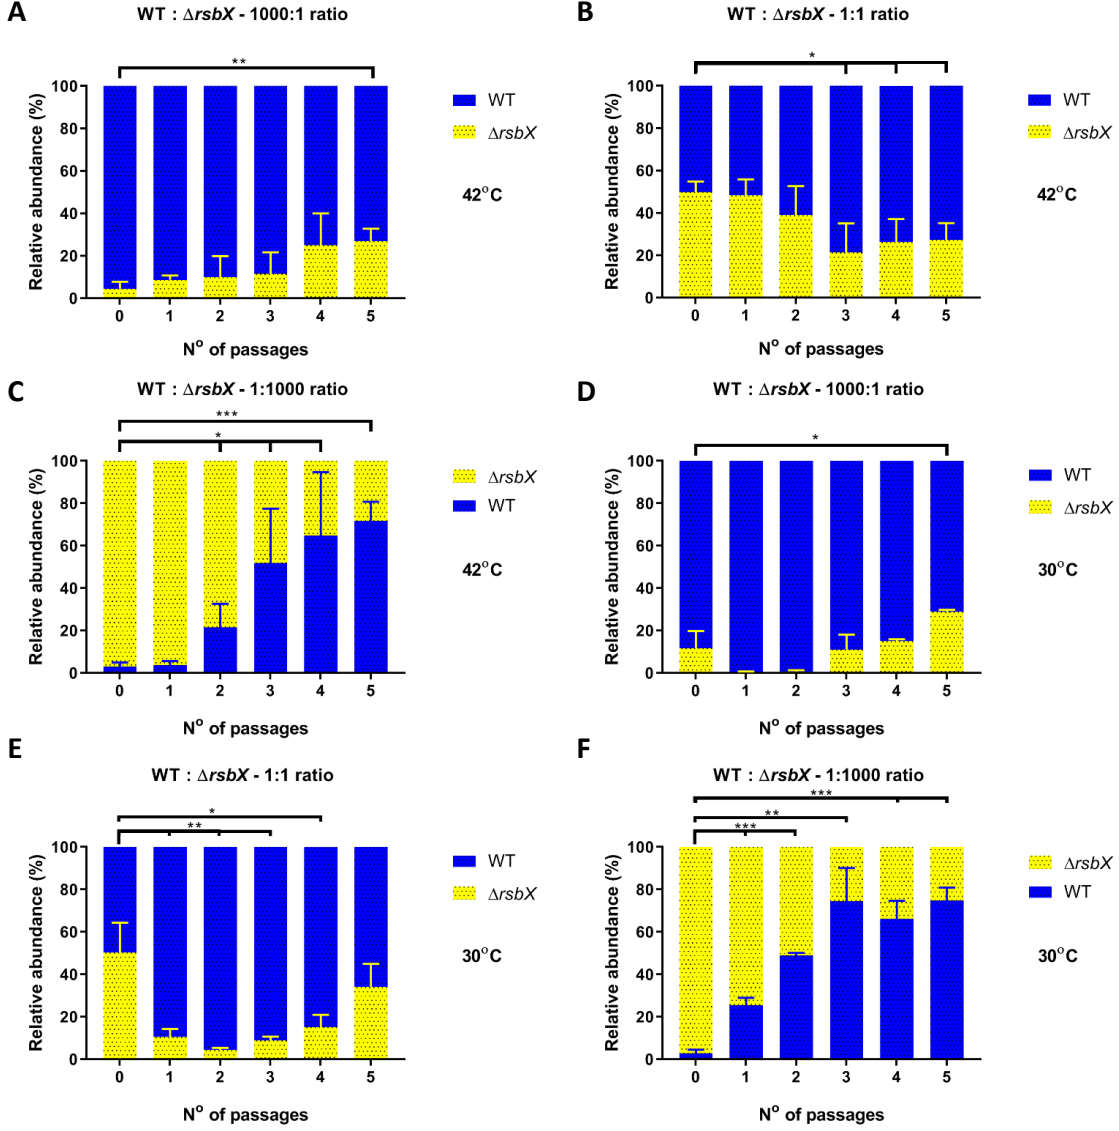 A
WT : ΔrsbX - 1000:1 ratio
**
Relative abundance (%)
100
80
60
40
20
0
0 1 2 3 4 5
Nº of passages
WT
ΔrsbX
42ºC
B
WT : ΔrsbX - 1:1 ratio
*
Relative abundance (%)
100
80
60
40
20
0
0 1 2 3 4 5
Nº of passages
WT
ΔrsbX
42ºC
C
WT : ΔrsbX - 1:1000 ratio
***
*
Relative abundance (%)
100
80
60
40
20
0
0 1 2 3 4 5
Nº of passages
ΔrsbX
WT
42ºC
D
WT : ΔrsbX - 1000:1 ratio
*
Relative abundance (%)
100
80
60
40
20
0
0 1 2 3 4 5
Nº of passages
WT
ΔrsbX
30ºC
E
WT : ΔrsbX - 1:1 ratio
*
**
Relative abundance (%)
100
80
60
40
20
0
0 1 2 3 4 5
Nº of passages
WT
ΔrsbX
30ºC
F
WT : ΔrsbX - 1:1000 ratio
***
**
***
Relative abundance (%)
100
80
60
40
20
0
0 1 2 3 4 5
Nº of passages
ΔrsbX
WT
30ºC